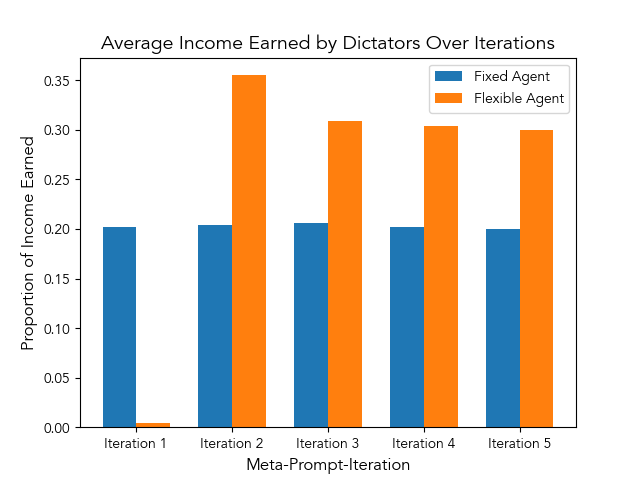 Average Income Earned by Dictators Over Iterations
Fixed Agent
Flexible Agent
Proportion of Income Earned
0.35
0.30
0.25
0.20
0.15
0.10
0.05
0.00
Iteration 1
Iteration 2
Iteration 3
Iteration 4
Iteration 5
Meta-Prompt-Iteration